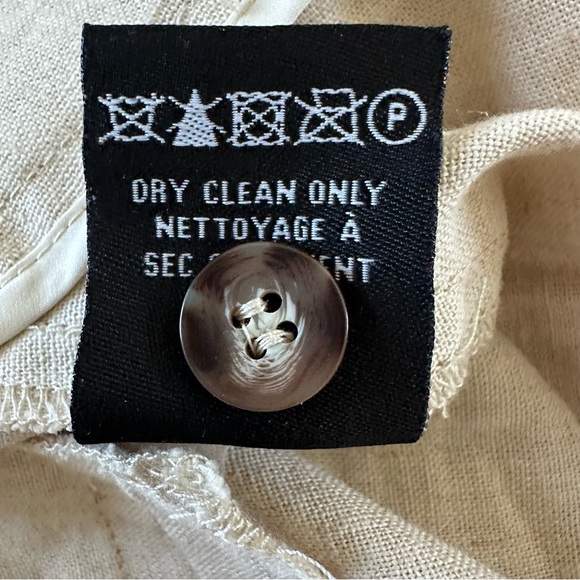 P
DRY CLEAN ONLY
NETTOYAGE À
SEC